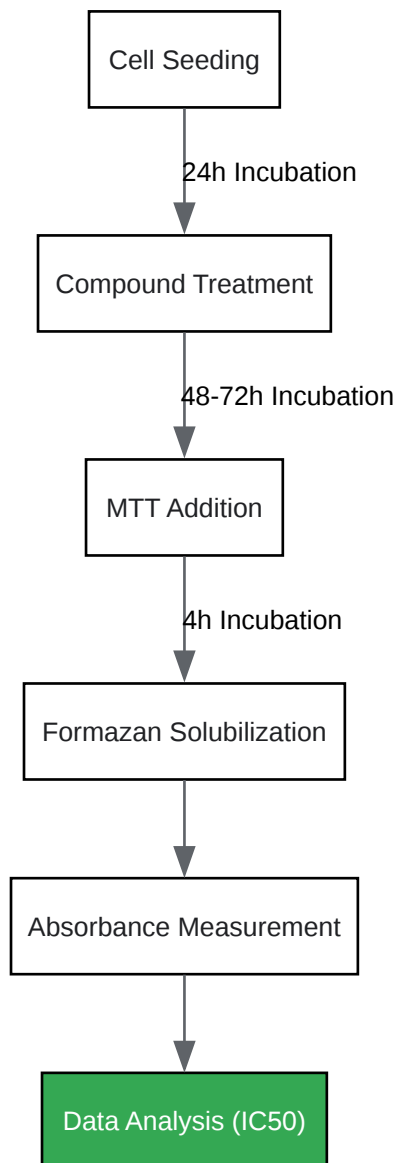 Cell Seeding
24h Incubation
Compound Treatment
48-72h Incubation
MTT Addition
4h Incubation
Formazan Solubilization
Absorbance Measurement
Data Analysis (IC50)